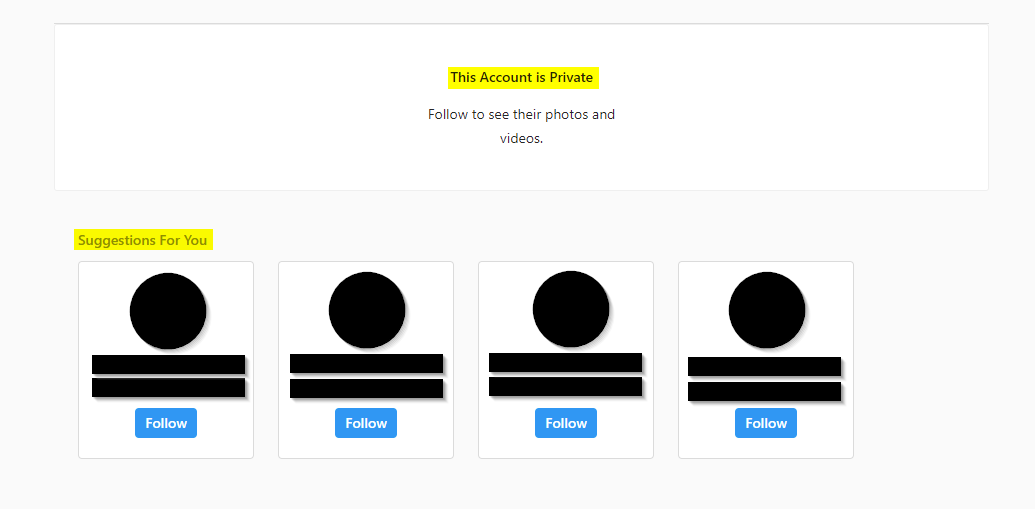 This Account is Private
Follow to see their photos and
videos.
Suggestions For You
Follow
Follow
Follow
Follow